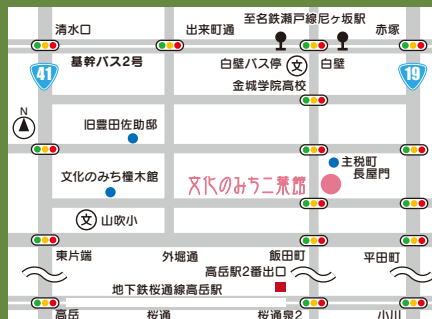 至名鉄瀬戸線尼ヶ坂駅
清水口
出来町通
赤塚
41
基幹バス2号
白壁バス停
文
白壁
19
金城学院高校
N
旧豊田佐助邸
主税町
長屋門
文化のみち橦木館
文化のみち二葉館
文
山吹小
東片端
外堀通
飯田町
平田町
高岳駅2番出口
地下鉄桜通線高岳駅
高岳
桜通
桜通泉2
小川